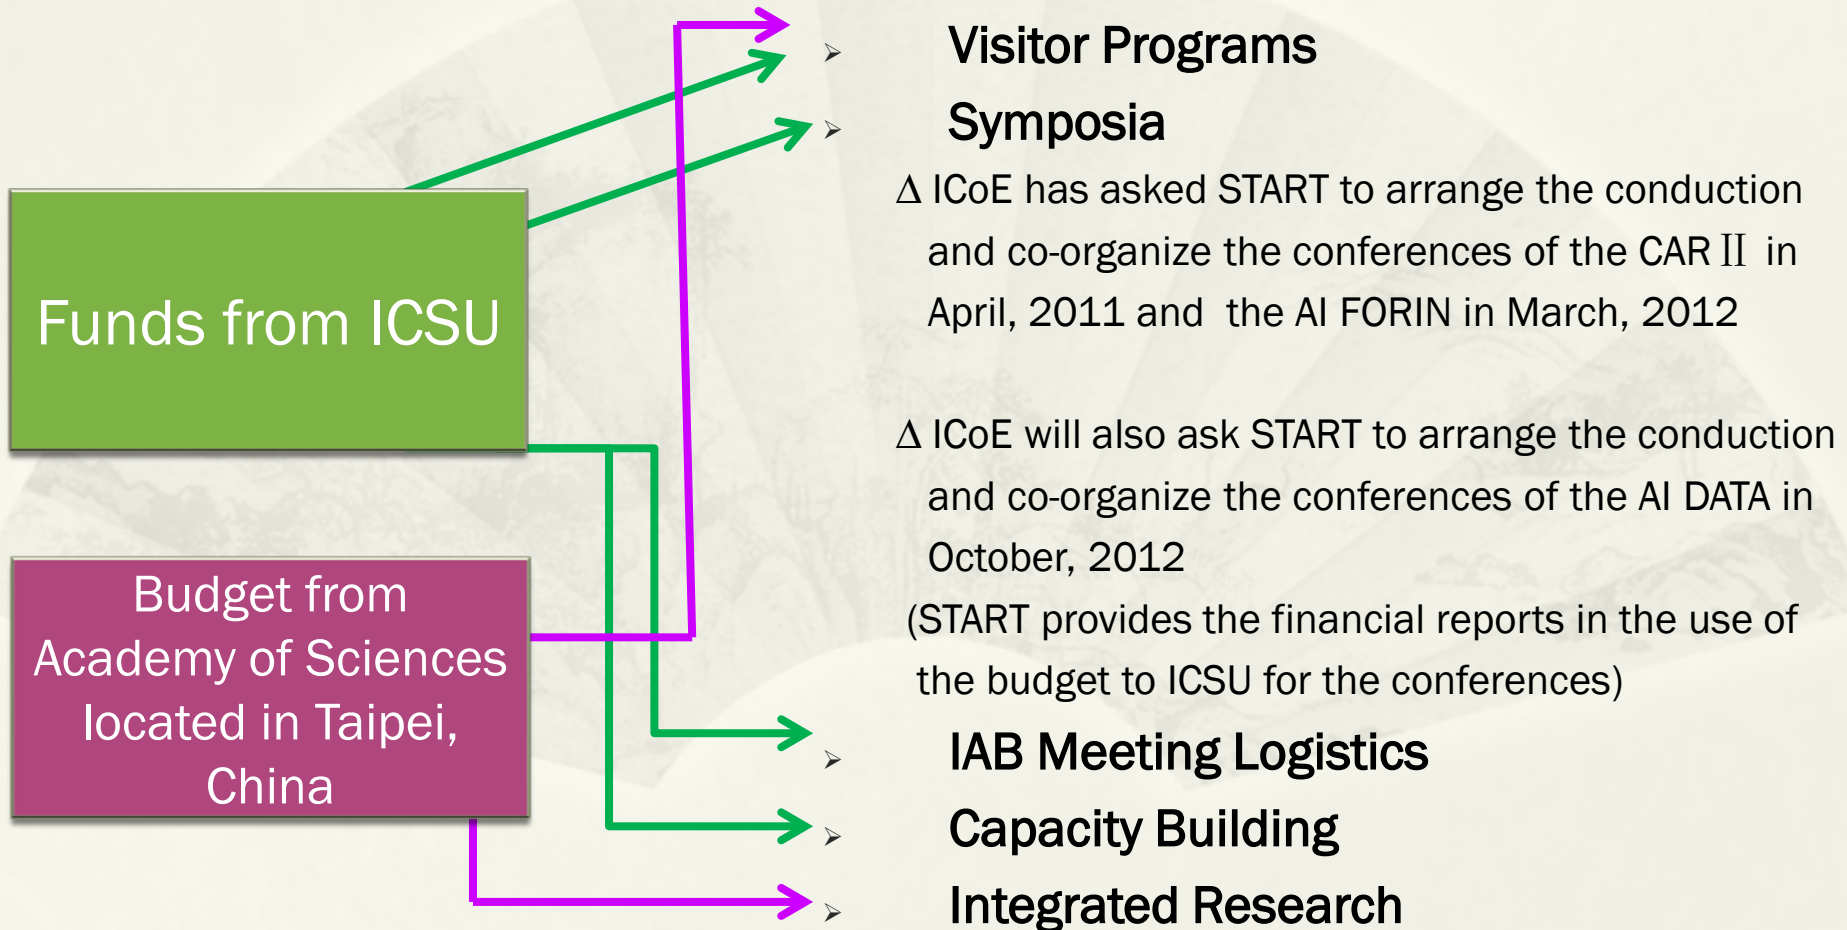 Funds from ICSU
Budget from
Academy of Sciences
located in Taipei,
China
➢ Visitor Programs
➢ Symposia
Δ ICoE has asked START to arrange the conduction
and co-organize the conferences of the CAR Ⅱ in
April, 2011 and the AI FORIN in March, 2012
Δ ICoE will also ask START to arrange the conduction
and co-organize the conferences of the AI DATA in
October, 2012
(START provides the financial reports in the use of
the budget to ICSU for the conferences)
➢ IAB Meeting Logistics
➢ Capacity Building
➢ Integrated Research